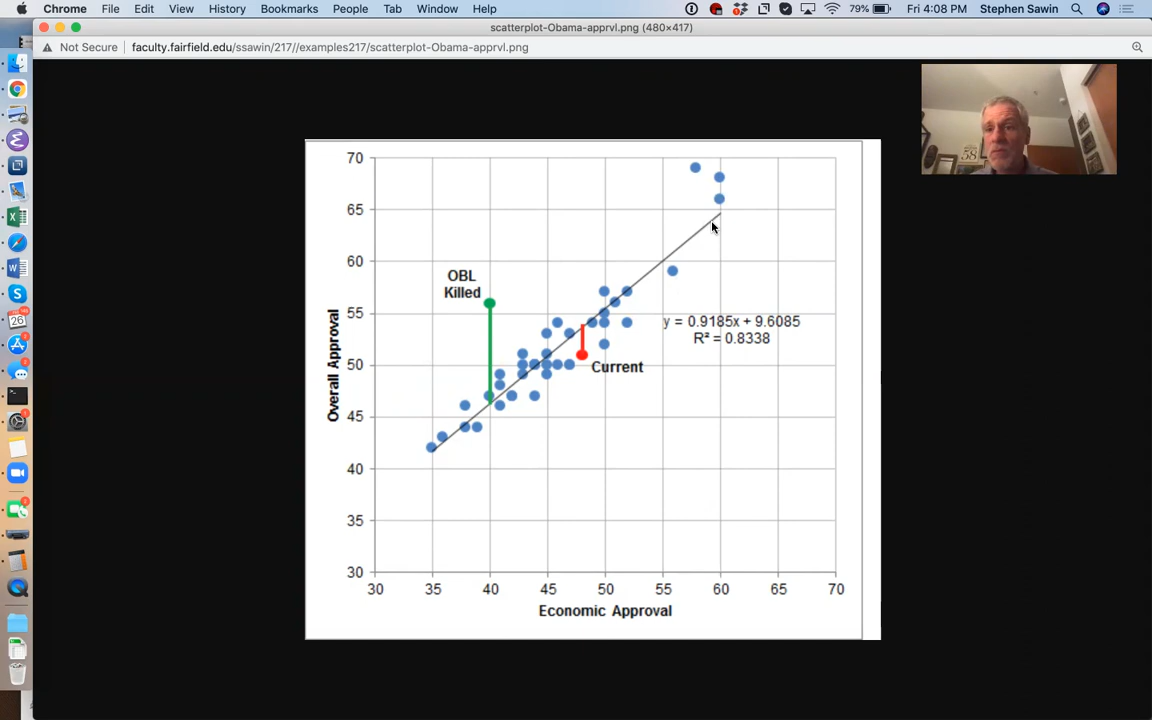 Chrome File Edit View History Bookmarks People Tab Window Help 79% Fri 4:08 PM Stephen Sawin
scatterplot-Obama-apprvl.png (480×417)
Not Secure faculty.fairfield.edu/ssawin/217//examples217/scatterplot-Obama-apprvl.png
26
58
70
65
60
55
50
45
40
35
30
Overall Approval
OBL
Killed
y = 0.9185x + 9.6085
R² = 0.8338
Current
30 35 40 45 50 55 60 65 70
Economic Approval